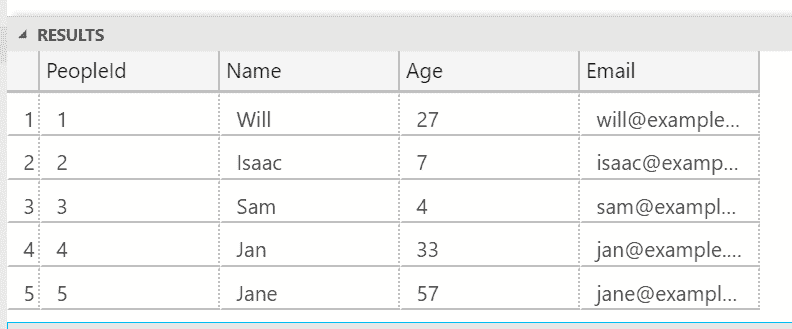 RESULTS
PeopleId Name Age Email
1 1 Will 27 will@example...
2 2 Isaac 7 isaac@examp...
3 3 Sam 4 sam@exampl...
4 4 Jan 33 jan@example....
5 5 Jane 57 jane@exampl...